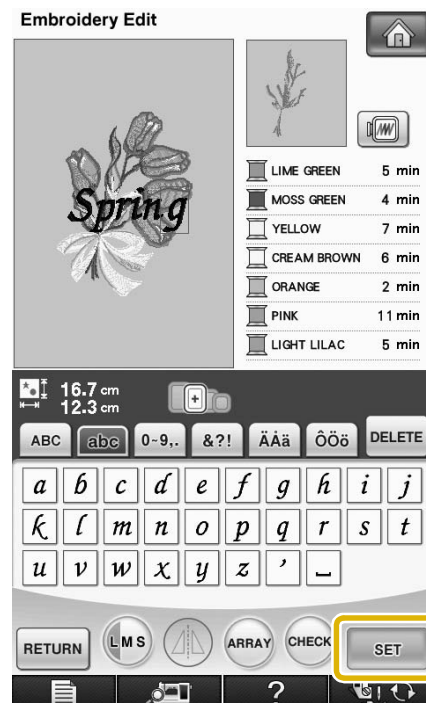 Embroidery Edit
Spring
LIME GREEN 5 min
MOSS GREEN 4 min
YELLOW 7 min
CREAM BROWN 6 min
ORANGE 2 min
PINK 11 min
LIGHT LILAC 5 min
16.7 cm
12.3 cm
ABC abc 0~9,. &?! ÄÅä ÔÖö DELETE
a b c d e f g h i j
k l m n o p q r s t
u v w x y z ’ ⎵
RETURN L M S ARRAY CHECK SET
?